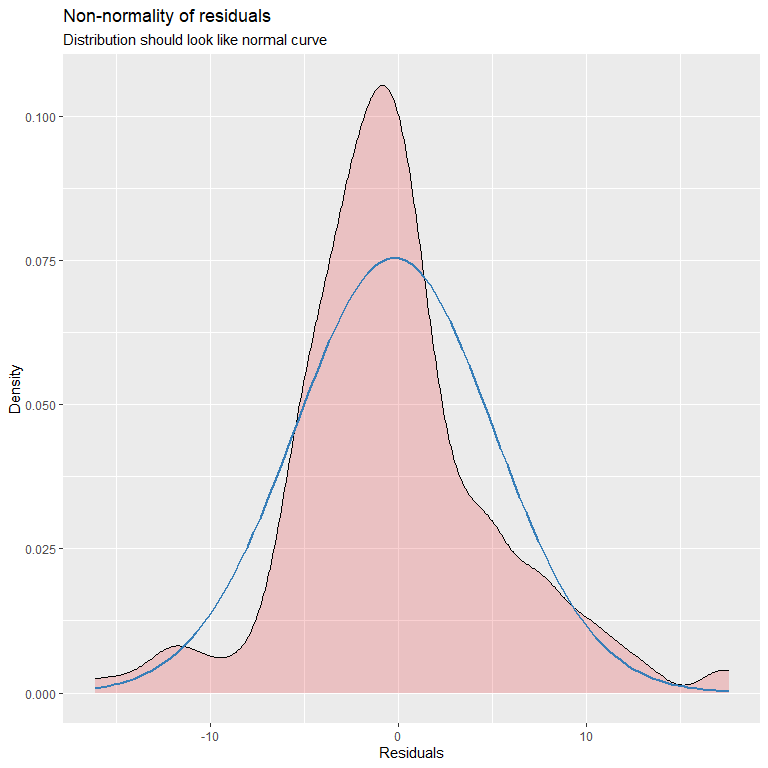 Non-normality of residuals
Distribution should look like normal curve
0.100
0.075
0.050
0.025
0.000
Density
-10
0
10
Residuals